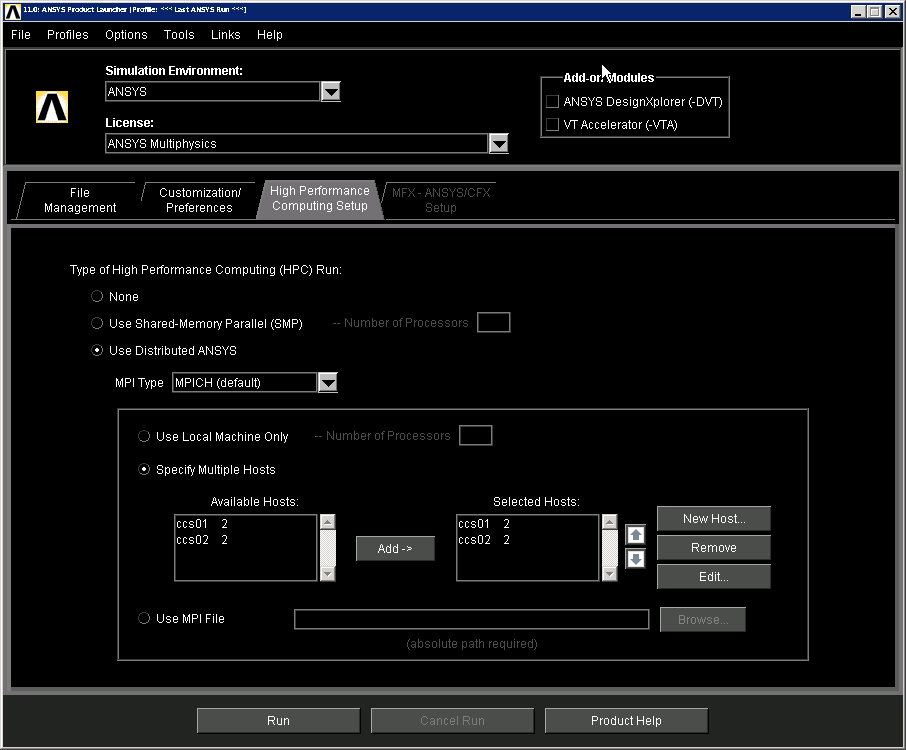 11.0: ANSYS Product Launcher [Profile: *** Last ANSYS Run ***]
File Profiles Options Tools Links Help
Simulation Environment:
ANSYS
License:
ANSYS Multiphysics
Add-on Modules
ANSYS DesignXplorer (-DVT)
VT Accelerator (-VTA)
File
Management
Customization/
Preferences
High Performance
Computing Setup
MFX - ANSYS/CFX
Setup
Type of High Performance Computing (HPC) Run:
None
Use Shared-Memory Parallel (SMP) -- Number of Processors
Use Distributed ANSYS
MPI Type MPICH (default)
Use Local Machine Only -- Number of Processors
Specify Multiple Hosts
Available Hosts:
ccs01 2
ccs02 2
Add ->
Selected Hosts:
ccs01 2
ccs02 2
New Host...
Remove
Edit...
Use MPI File
Browse...
(absolute path required)
Run Cancel Run Product Help